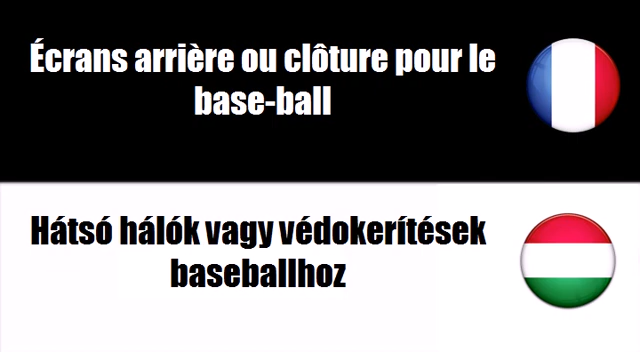 Écrans arrière ou clôture pour le
base-ball
Hátsó hálók vagy védokerítések
baseballhoz